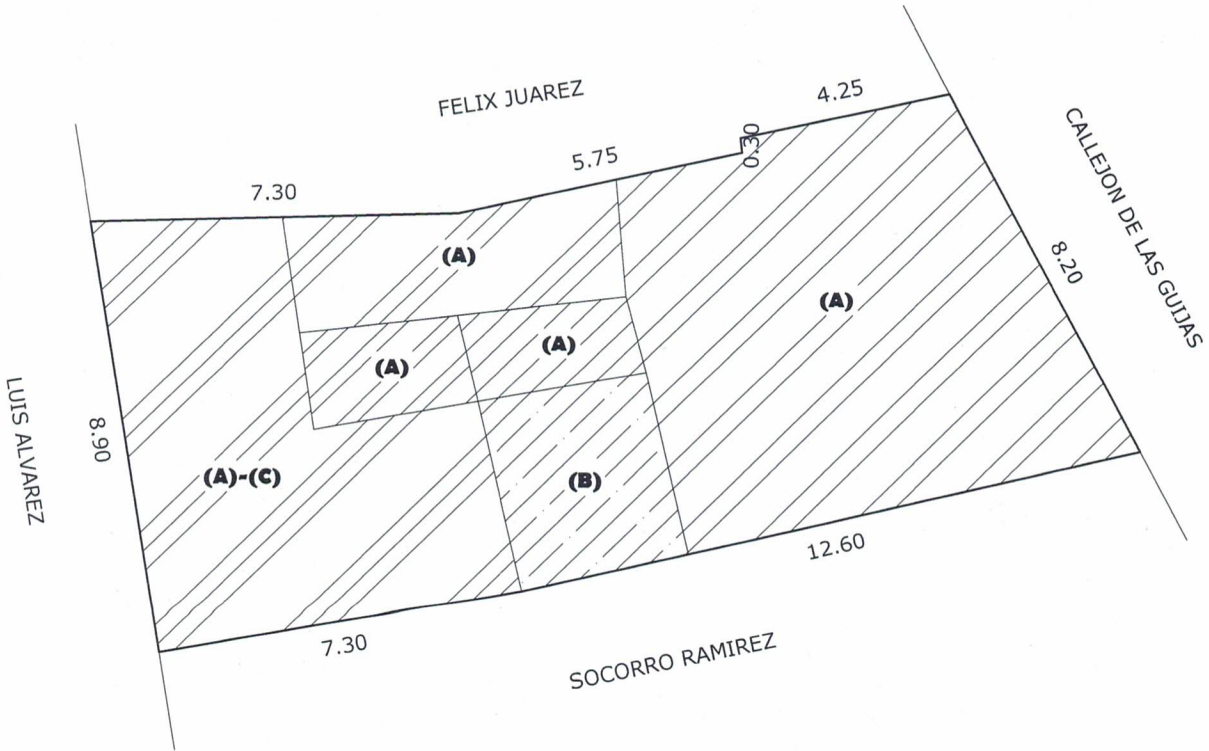 4.25
FELIX JUAREZ
0.30
5.75
7.30
CALLEJON DE LAS GUIJAS
(A)
8.20
(A)
(A)
(A)
LUIS ALVAREZ
8.90
(A)-(C)
(B)
12.60
7.30
SOCORRO RAMIREZ